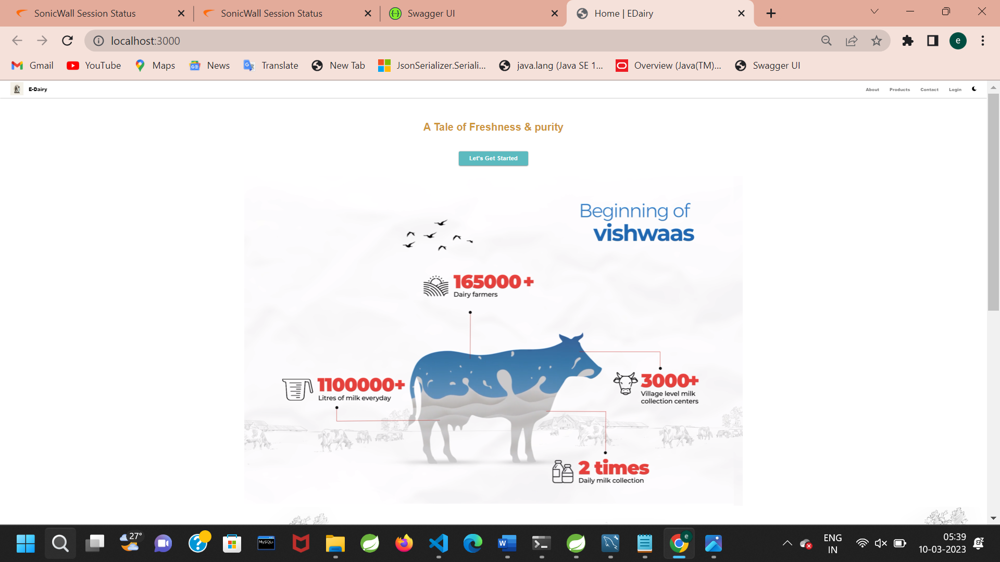 SonicWall Session Status
SonicWall Session Status
Swagger UI
Home | EDairy
localhost:3000
e
Gmail
YouTube
Maps
News
Translate
New Tab
JsonSerializer.Seriali...
java.lang (Java SE 1...
Overview (Java(TM)...
Swagger UI
E-Dairy
About
Products
Contact
Login
A Tale of Freshness & purity
Let's Get Started
Beginning of
vishwaas
165000+
Dairy farmers
1100000+
Litres of milk everyday
3000+
Village level milk
collection centers
2 times
Daily milk collection
27°
MySQL>
W
e
ENG
IN
05:39
10-03-2023